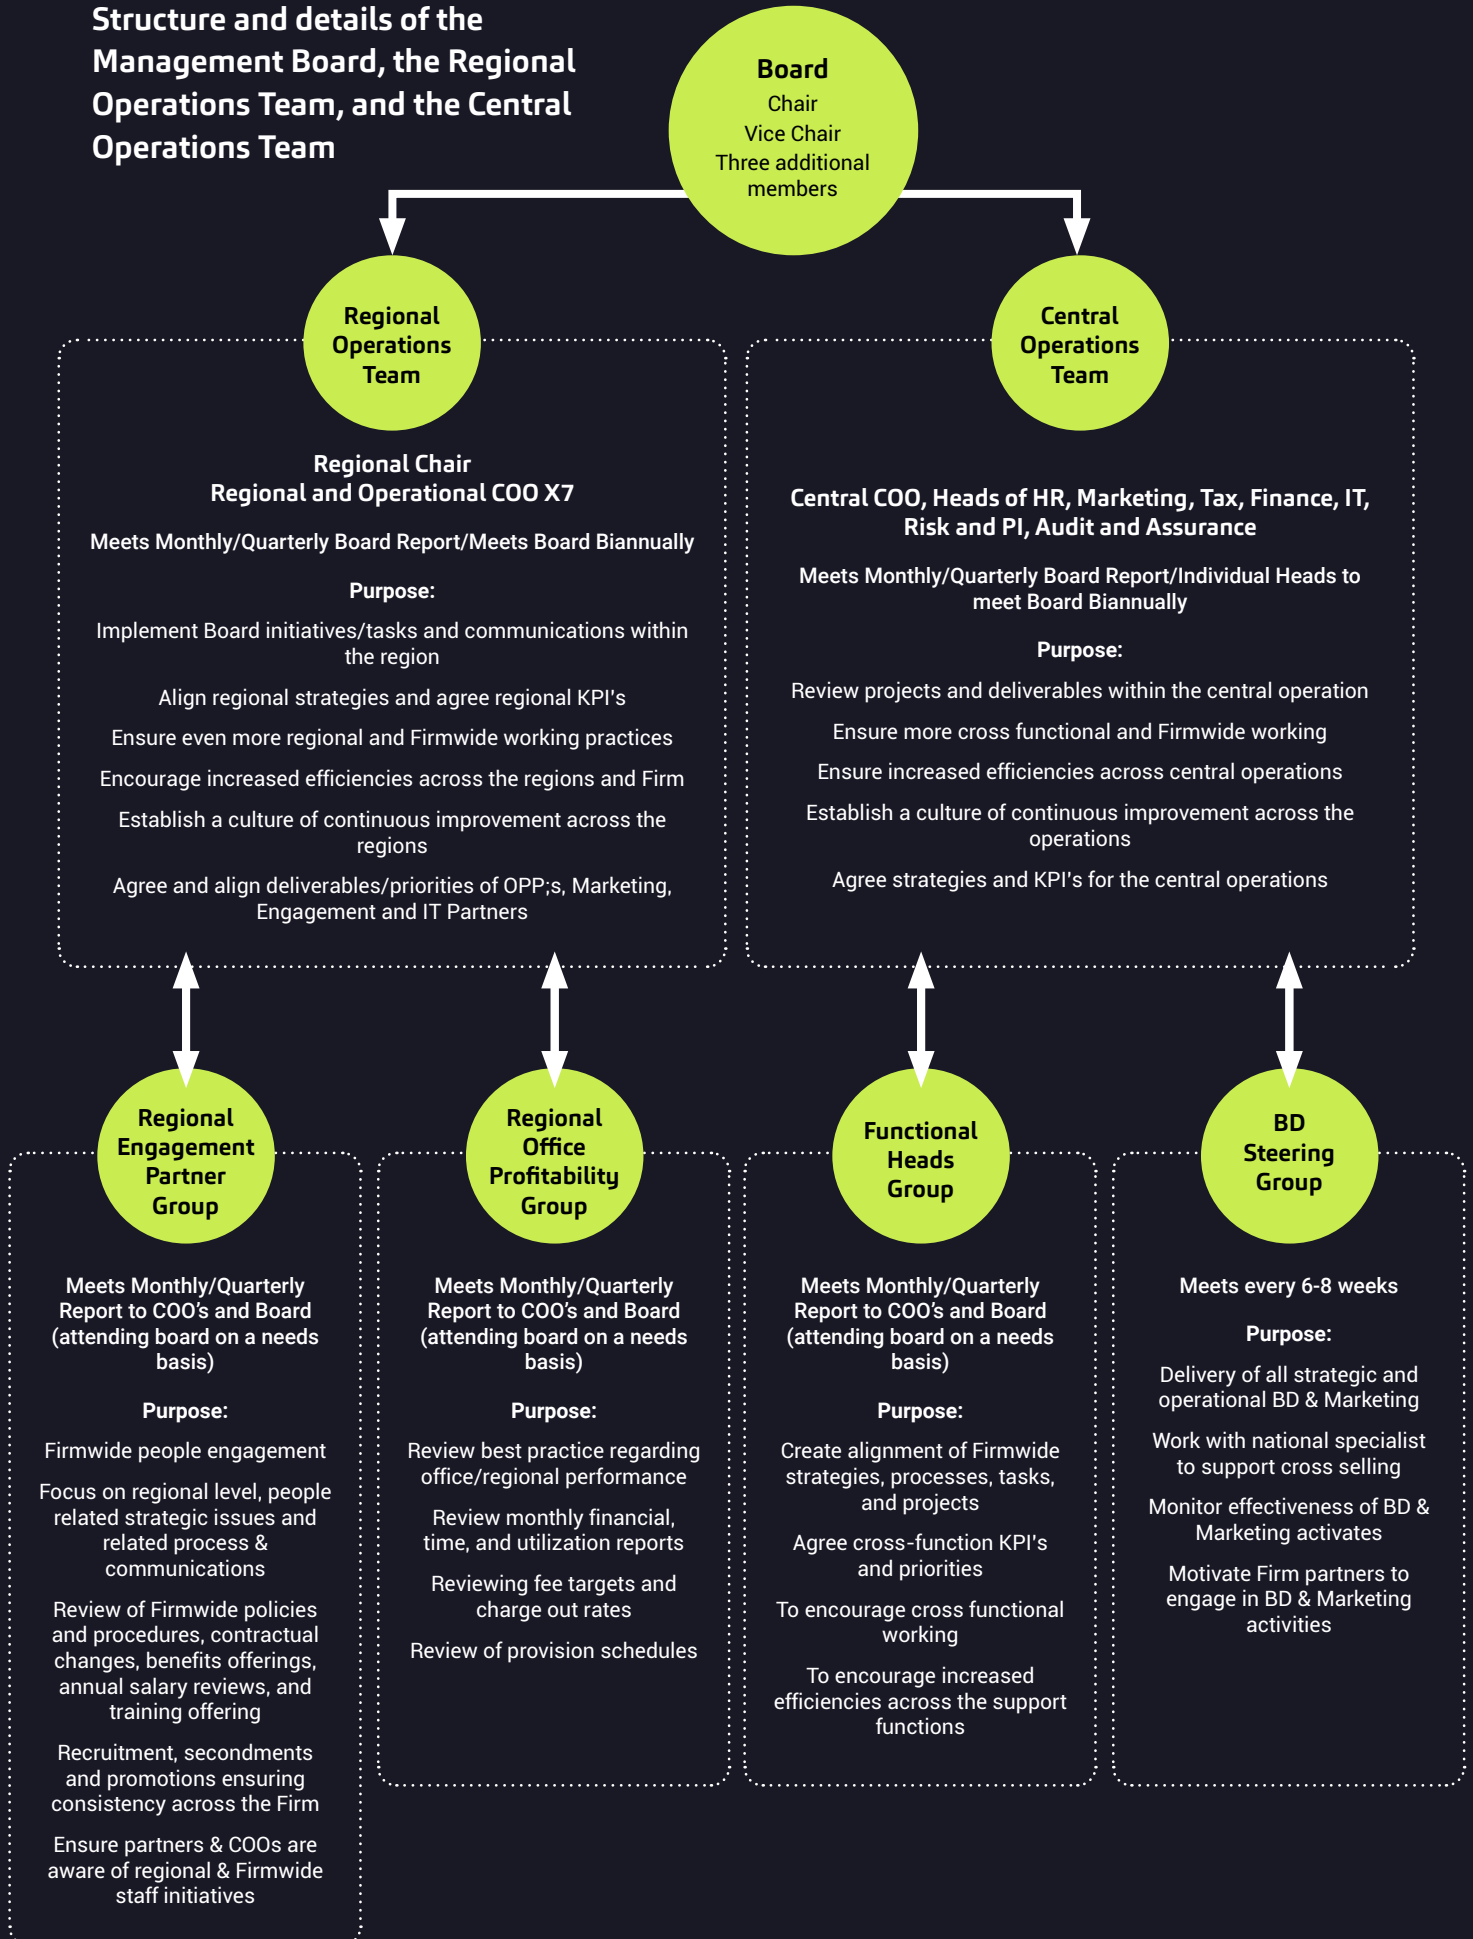 Structure and details of the
Management Board, the Regional
Operations Team, and the Central
Operations Team
Board
Chair
Vice Chair
Three additional
members
Regional
Operations
Team
Regional Chair
Regional and Operational COO X7
Meets Monthly/Quarterly Board Report/Meets Board Biannually
Purpose:
Implement Board initiatives/tasks and communications within
the region
Align regional strategies and agree regional KPI's
Ensure even more regional and Firmwide working practices
Encourage increased efficiencies across the regions and Firm
Establish a culture of continuous improvement across the
regions
Agree and align deliverables/priorities of OPP;s, Marketing,
Engagement and IT Partners
Central
Operations
Team
Central COO, Heads of HR, Marketing, Tax, Finance, IT,
Risk and PI, Audit and Assurance
Meets Monthly/Quarterly Board Report/Individual Heads to
meet Board Biannually
Purpose:
Review projects and deliverables within the central operation
Ensure more cross functional and Firmwide working
Ensure increased efficiencies across central operations
Establish a culture of continuous improvement across the
operations
Agree strategies and KPI's for the central operations
Regional
Engagement
Partner
Group
Meets Monthly/Quarterly
Report to COO's and Board
(attending board on a needs
basis)
Purpose:
Firmwide people engagement
Focus on regional level, people
related strategic issues and
related process &
communications
Review of Firmwide policies
and procedures, contractual
changes, benefits offerings,
annual salary reviews, and
training offering
Recruitment, secondments
and promotions ensuring
consistency across the Firm
Ensure partners & COOs are
aware of regional & Firmwide
staff initiatives
Regional
Office
Profitability
Group
Meets Monthly/Quarterly
Report to COO's and Board
(attending board on a needs
basis)
Purpose:
Review best practice regarding
office/regional performance
Review monthly financial,
time, and utilization reports
Reviewing fee targets and
charge out rates
Review of provision schedules
Functional
Heads
Group
Meets Monthly/Quarterly
Report to COO's and Board
(attending board on a needs
basis)
Purpose:
Create alignment of Firmwide
strategies, processes, tasks,
and projects
Agree cross-function KPI's
and priorities
To encourage cross functional
working
To encourage increased
efficiencies across the support
functions
BD
Steering
Group
Meets every 6-8 weeks
Purpose:
Delivery of all strategic and
operational BD & Marketing
Work with national specialist
to support cross selling
Monitor effectiveness of BD &
Marketing activates
Motivate Firm partners to
engage in BD & Marketing
activities